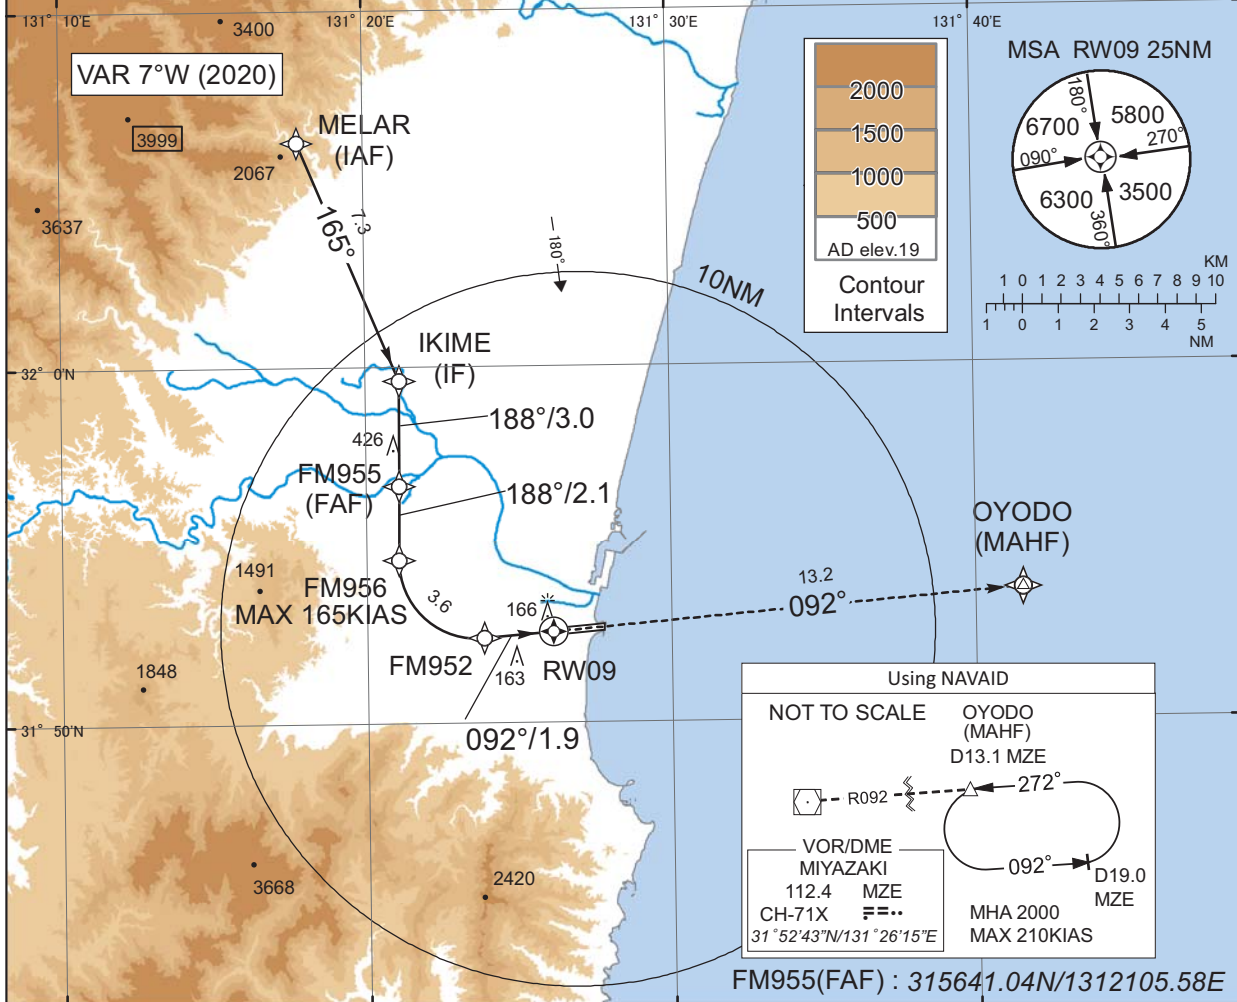 131° 10'E
131° 20'E
131° 30'E
131° 40'E
3400
VAR 7°W (2020)
3999
2067
3637
MELAR
(IAF)
7.3
165°
180°
10NM
2000
1500
1000
500
AD elev.19
Contour
Intervals
MSA RW09 25NM
180°
6700
5800
270°
090°
6300
3500
360°
KM
1 0 1 2 3 4 5 6 7 8 9 10
1 0 1 2 3 4 5
NM
IKIME
(IF)
32° 0'N
188°/3.0
426
FM955
(FAF)
188°/2.1
OYODO
(MAHF)
1491
FM956
MAX 165KIAS
3.6
166
13.2
092°
FM952
163
RW09
1848
31° 50'N
092°/1.9
3668
2420
Using NAVAID
NOT TO SCALE
OYODO
(MAHF)
D13.1 MZE
R092
272°
092°
D19.0
MZE
VOR/DME
MIYAZAKI
112.4 MZE
CH-71X
31°52'43"N/131°26'15"E
MHA 2000
MAX 210KIAS
FM955(FAF) : 315641.04N/1312105.58E